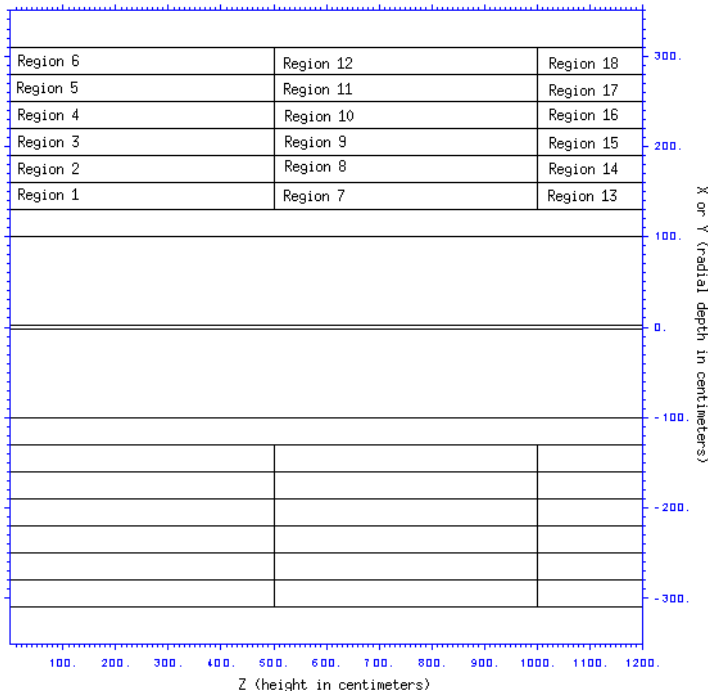 Region 6 Region 12 Region 18
Region 5 Region 11 Region 17
Region 4 Region 10 Region 16
Region 3 Region 9 Region 15
Region 2 Region 8 Region 14
Region 1 Region 7 Region 13
300.
200.
100.
0.
-100.
-200.
-300.
X or Y (radial depth in centimeters)
100. 200. 300. 400. 500. 600. 700. 800. 900. 1000. 1100. 1200.
Z (height in centimeters)